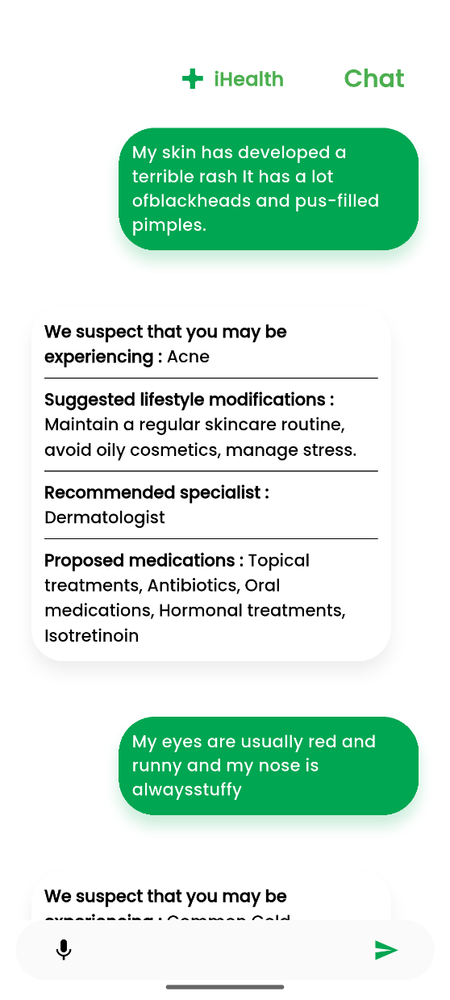 iHealth
Chat
My skin has developed a
terrible rash It has a lot
ofblackheads and pus-filled
pimples.
We suspect that you may be
experiencing : Acne
Suggested lifestyle modifications :
Maintain a regular skincare routine,
avoid oily cosmetics, manage stress.
Recommended specialist :
Dermatologist
Proposed medications : Topical
treatments, Antibiotics, Oral
medications, Hormonal treatments,
Isotretinoin
My eyes are usually red and
runny and my nose is
alwaysstuffy
We suspect that you may be
experiencing : Common Cold